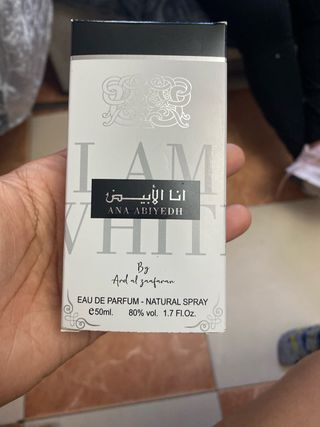 I AM
انا الأبيض
ANA ABIYEDH
WHITE
By
Ard al zaafaran
EAU DE PARFUM - NATURAL SPRAY
℮50ml. 80% vol. 1.7 Fl.Oz.